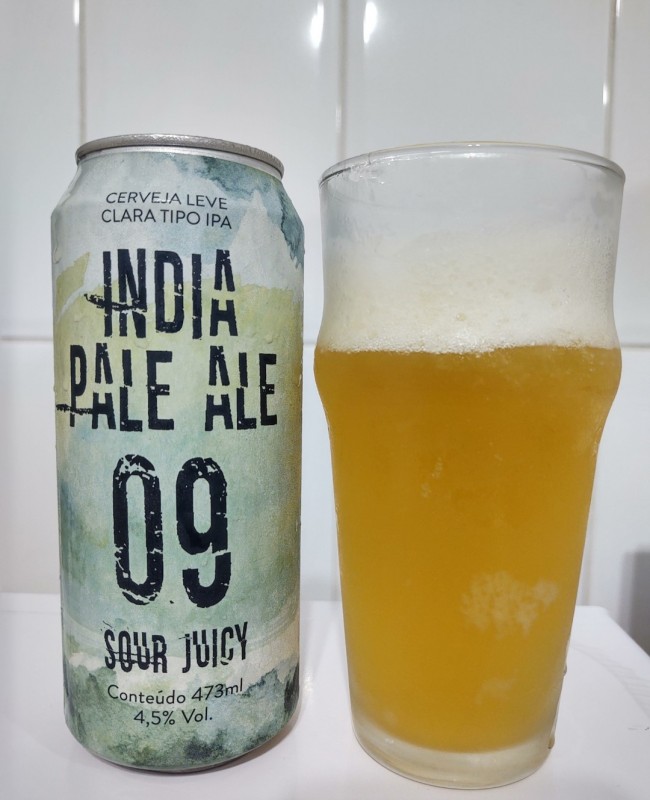 CERVEJA LEVE
CLARA TIPO IPA
INDIA
PALE ALE
09
SOUR JUICY
Conteúdo 473ml
4,5% Vol.